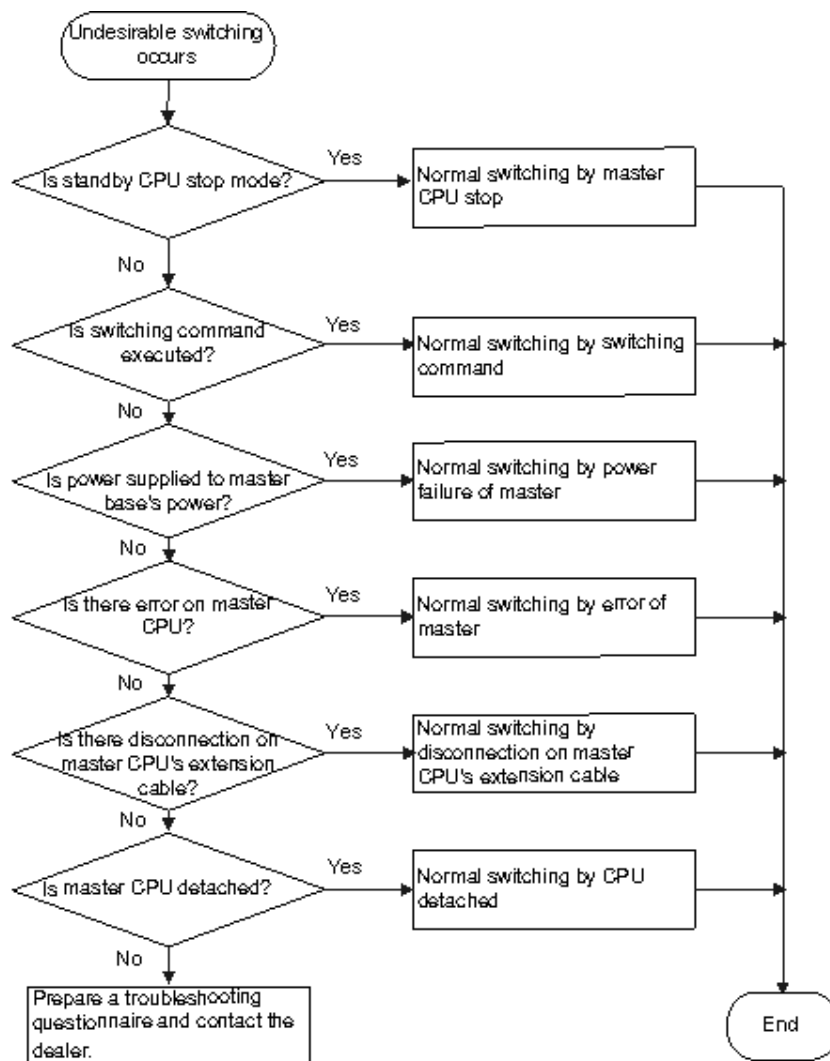 Undesirable switching
occurs
Is standby CPU stop mode?
Yes
Normal switching by master
CPU stop
No
Is switching command
executed?
Yes
Normal switching by switching
command
No
Is power supplied to master
base's power?
Yes
Normal switching by power
failure of master
No
Is there error on master
CPU?
Yes
Normal switching by error of
master
No
Is there disconnection on
master CPU's extension
cable?
Yes
Normal switching by
disconnection on master
CPU's extension cable
No
Is master CPU detached?
Yes
Normal switching by CPU
detached
No
Prepare a troubleshooting
questionnaire and contact the
dealer.
End